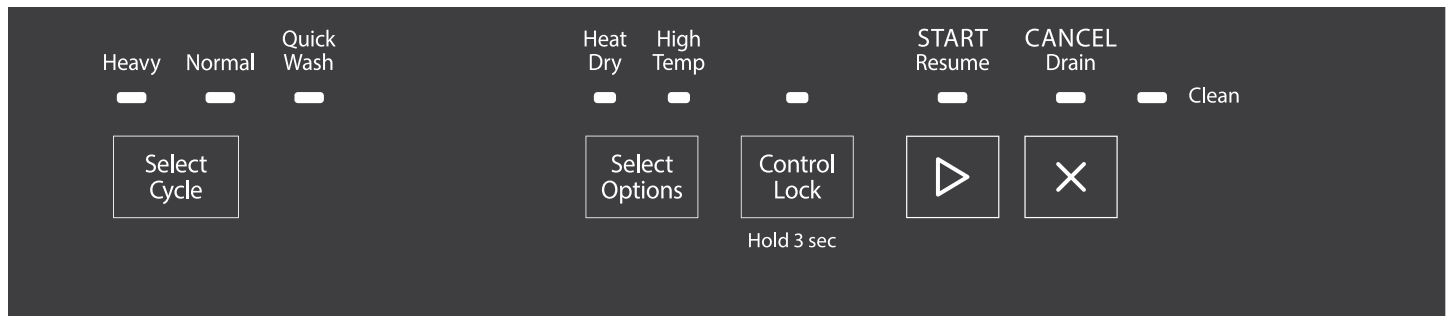 Heavy
Normal
Quick
Wash
Heat
Dry
High
Temp
START
Resume
CANCEL
Drain
Clean
Select
Cycle
Select
Options
Control
Lock
Hold 3 sec